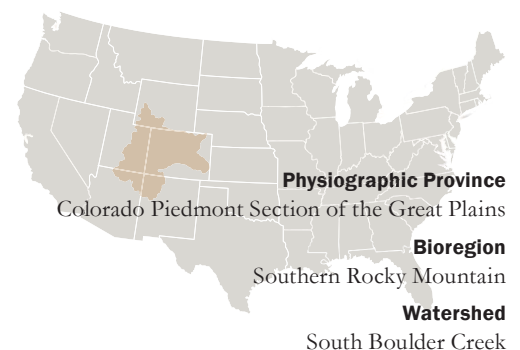 Physiographic Province
Colorado Piedmont Section of the Great Plains
Bioregion
Southern Rocky Mountain
Watershed
South Boulder Creek